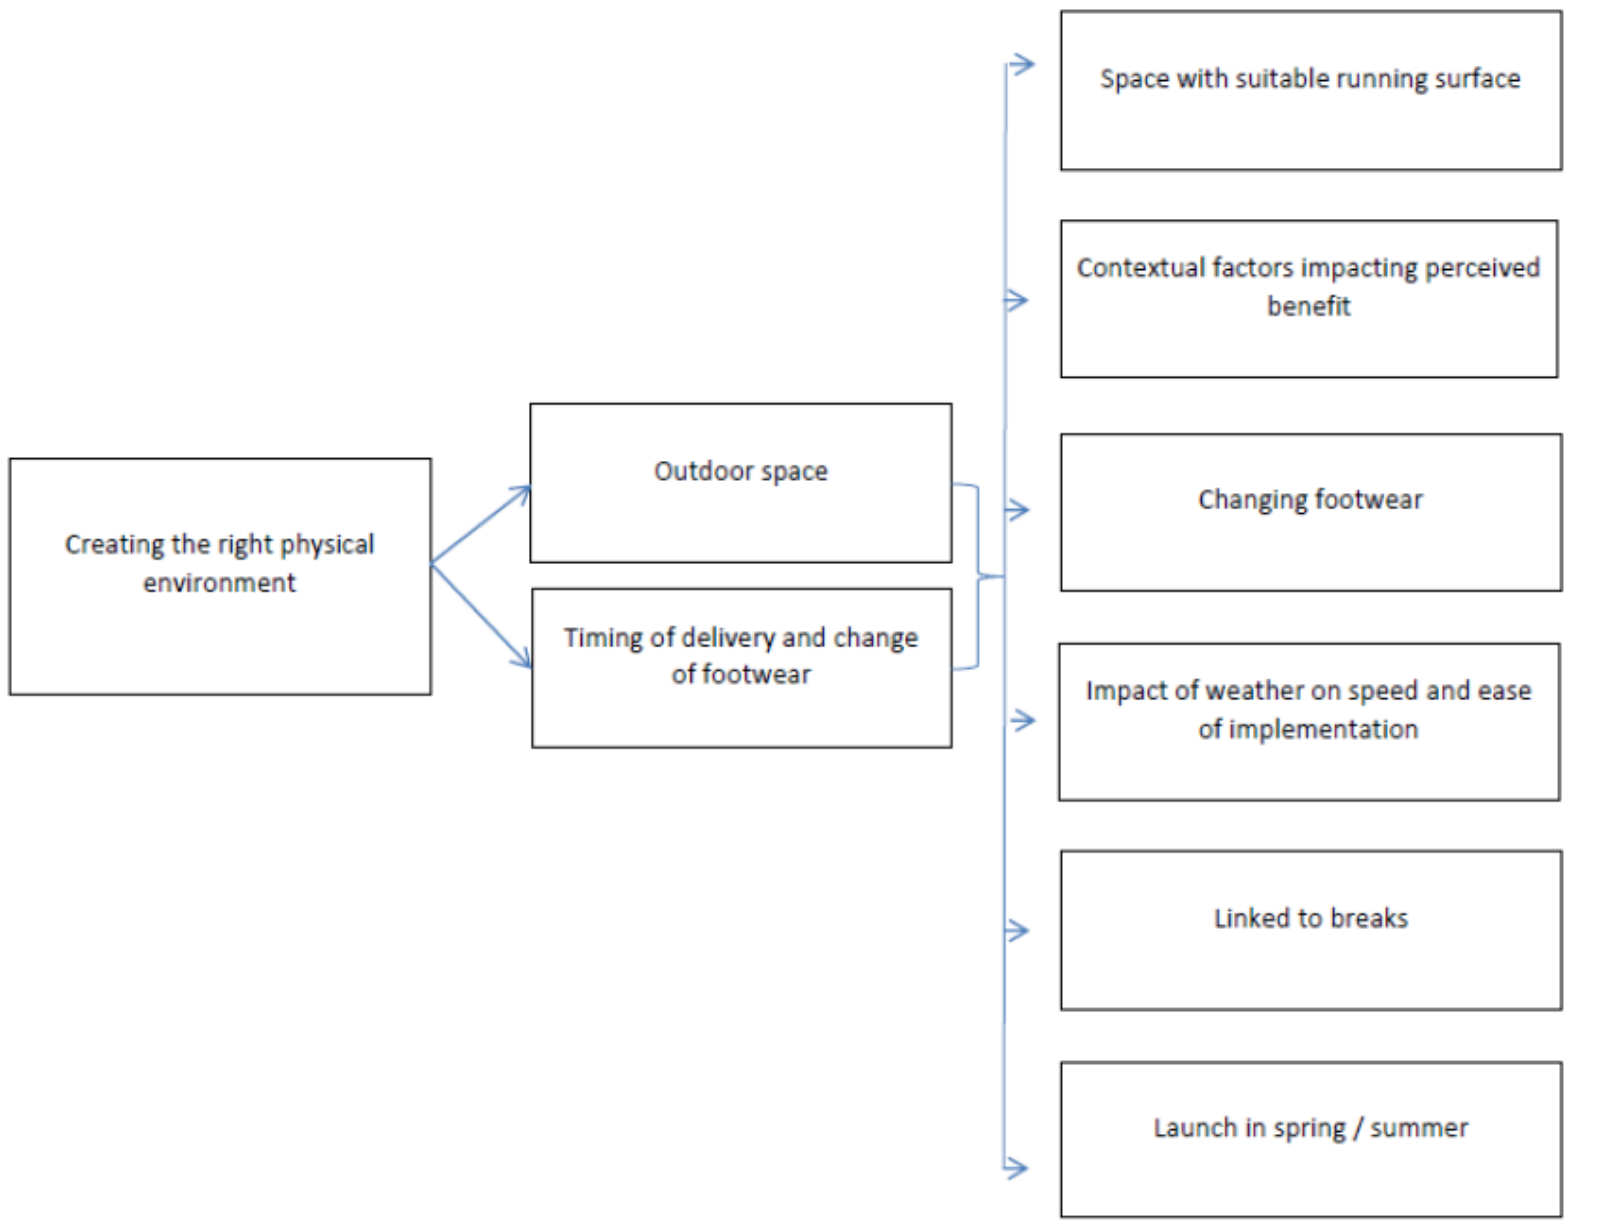 Creating the right physical
environment
Outdoor space
Timing of delivery and change
of footwear
Space with suitable running surface
Contextual factors impacting perceived
benefit
Changing footwear
Impact of weather on speed and ease
of implementation
Linked to breaks
Launch in spring / summer